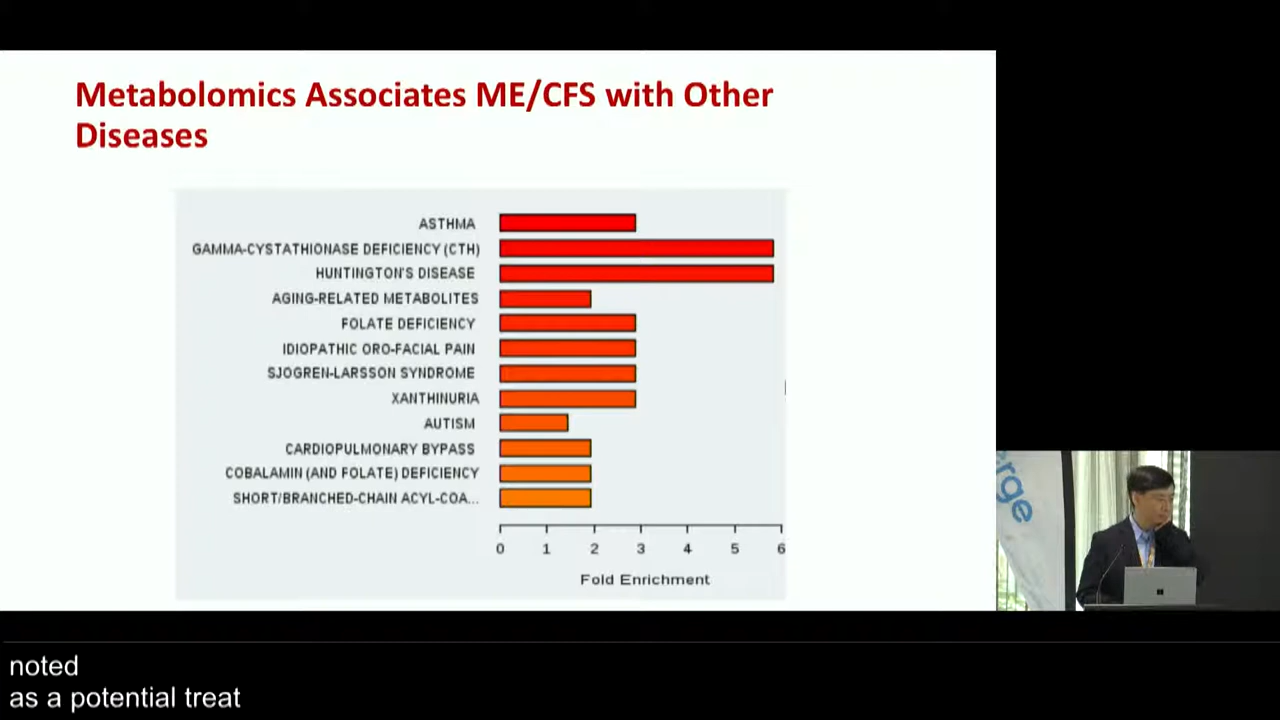 Metabolomics Associates ME/CFS with Other
Diseases
ASTHMA
GAMMA-CYSTATHIONASE DEFICIENCY (CTH)
HUNTINGTON'S DISEASE
AGING-RELATED METABOLITES
FOLATE DEFICIENCY
IDIOPATHIC ORO-FACIAL PAIN
SJOGREN-LARSSON SYNDROME
XANTHINURIA
AUTISM
CARDIOPULMONARY BYPASS
COBALAMIN (AND FOLATE) DEFICIENCY
SHORT/BRANCHED-CHAIN ACYL-COA...
0 1 2 3 4 5 6
Fold Enrichment
erge
noted
as a potential treat